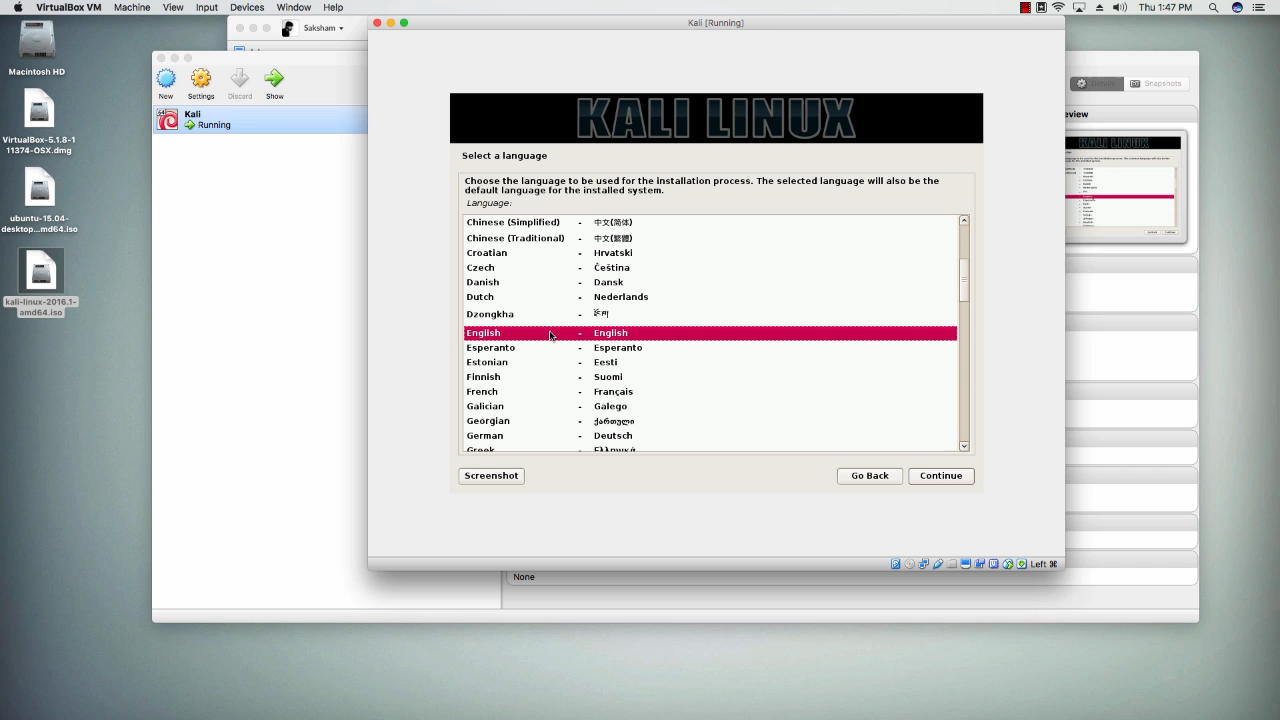 VirtualBox VM Machine View Input Devices Window Help
Thu 1:47 PM
Kali [Running]
Saksham
Macintosh HD
VirtualBox-5.1.8-1
11374-OSX.dmg
ubuntu-15.04-
desktop...md64.iso
kali-linux-2016.1-
amd64.iso
New Settings Discard Show
Snapshots
Kali
Running
eview
KALI LINUX
Select a language
Choose the language to be used for the installation process. The selected language will also be the
default language for the installed system.
Language:
Chinese (Simplified) - 中文(简体)
Chinese (Traditional) - 中文(繁體)
Croatian - Hrvatski
Czech - Čeština
Danish - Dansk
Dutch - Nederlands
Dzongkha - རྫོང་ཁ།
English - English
Esperanto - Esperanto
Estonian - Eesti
Finnish - Suomi
French - Français
Galician - Galego
Georgian - ქართული
German - Deutsch
Greek - Ελληνικά
Screenshot Go Back Continue
Left ⌘
None